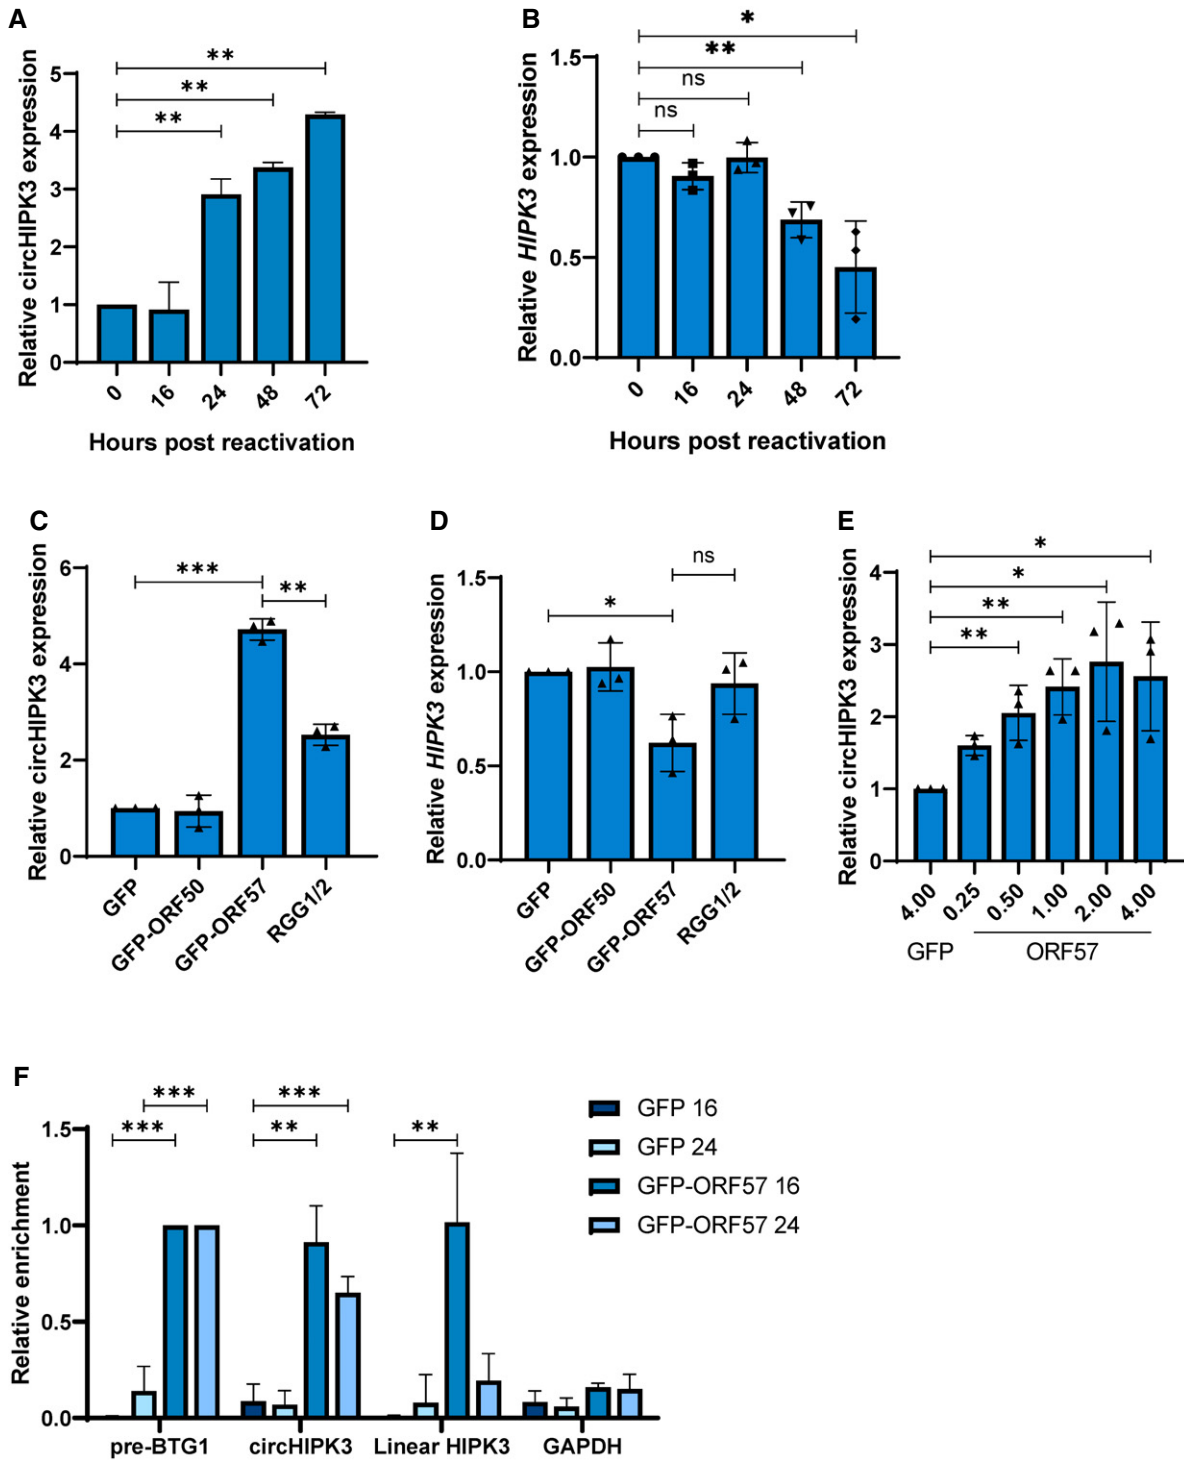 A
Relative circHIPK3 expression
5
4
3
2
1
0
**
**
**
0
16
24
48
72
Hours post reactivation
B
Relative HIPK3 expression
1.5
1.0
0.5
0.0
*
**
ns
ns
0
16
24
48
72
Hours post reactivation
C
Relative circHIPK3 expression
6
4
2
0
***
**
GFP
GFP-ORF50
GFP-ORF57
RGG1/2
D
Relative HIPK3 expression
1.5
1.0
0.5
0.0
ns
*
GFP
GFP-ORF50
GFP-ORF57
RGG1/2
E
Relative circHIPK3 expression
4
3
2
1
0
*
*
**
**
4.00
0.25
0.50
1.00
2.00
4.00
GFP
ORF57
F
Relative enrichment
1.5
1.0
0.5
0.0
***
***
***
**
**
pre-BTG1
circHIPK3
Linear HIPK3
GAPDH
GFP 16
GFP 24
GFP-ORF57 16
GFP-ORF57 24